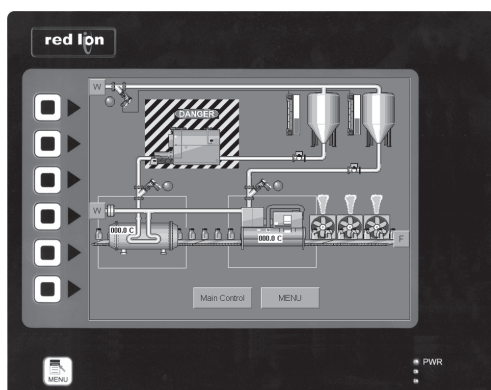 red lion
W
DANGER
W
000.0 C
000.0 C
F
Main Control
MENU
PWR
MENU